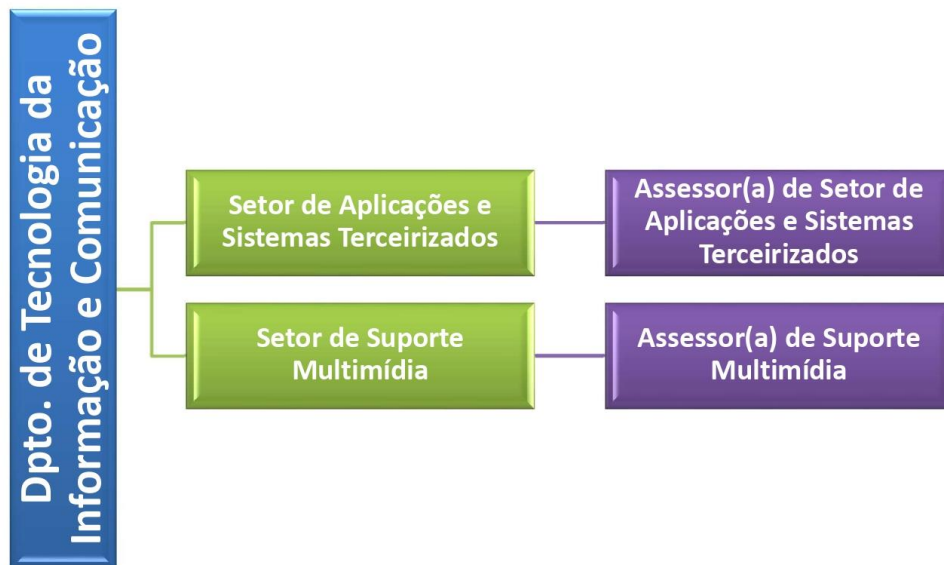 Dpto. de Tecnologia da
Informação e Comunicação
Setor de Aplicações e
Sistemas Terceirizados
Assessor(a) de Setor de
Aplicações e Sistemas
Terceirizados
Setor de Suporte
Multimídia
Assessor(a) de Suporte
Multimídia